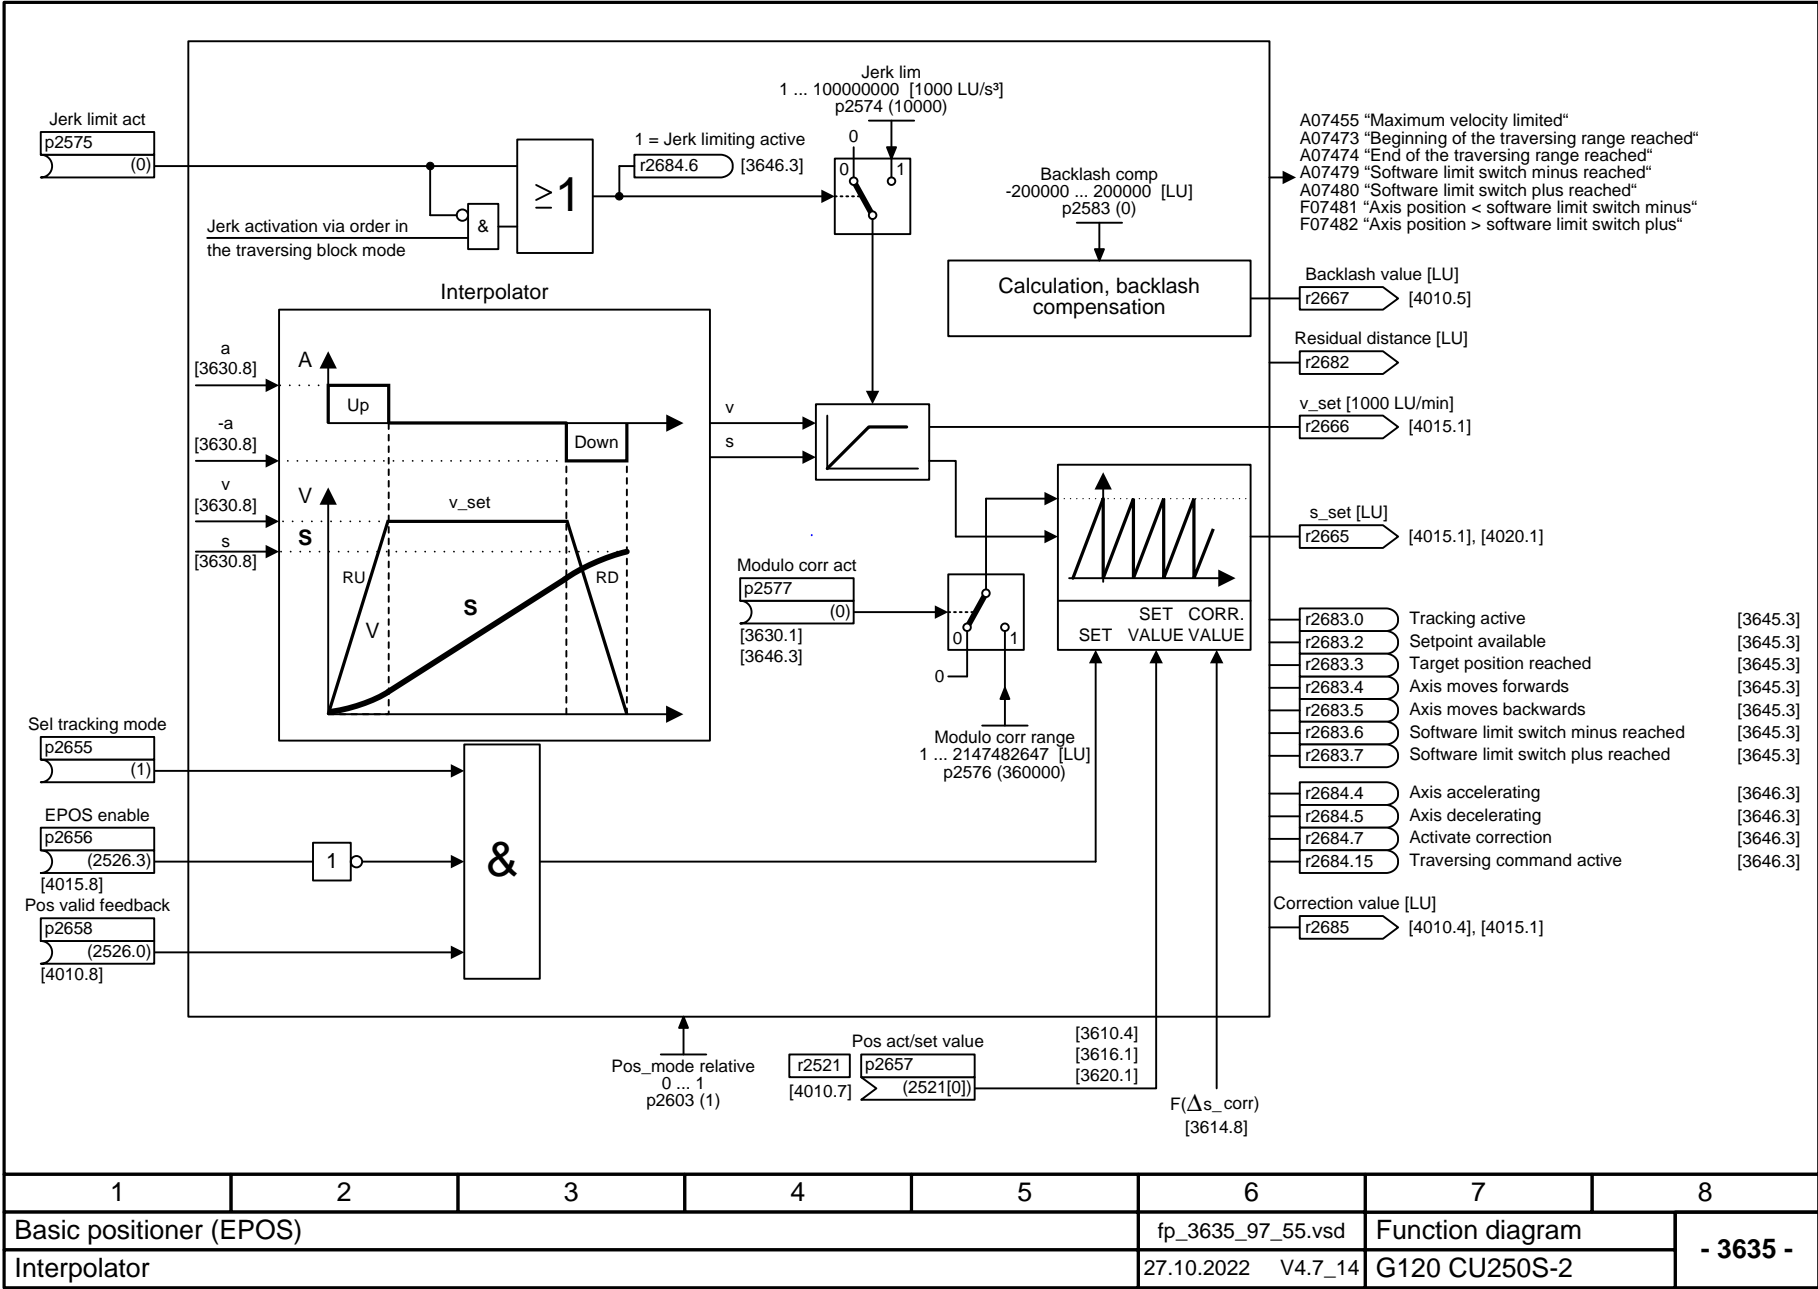 Jerk lim
1 ... 100000000 [1000 LU/s³]
p2574 (10000)
0
0
1
Jerk limit act
p2575
(0)
1 = Jerk limiting active
r2684.6
[3646.3]
≥1
&
Jerk activation via order in
the traversing block mode
Backlash comp
-200000 ... 200000 [LU]
p2583 (0)
Calculation, backlash
compensation
A07455 “Maximum velocity limited“
A07473 “Beginning of the traversing range reached“
A07474 “End of the traversing range reached“
A07479 “Software limit switch minus reached“
A07480 “Software limit switch plus reached“
F07481 “Axis position < software limit switch minus“
F07482 “Axis position > software limit switch plus“
Backlash value [LU]
r2667
[4010.5]
Residual distance [LU]
r2682
v_set [1000 LU/min]
r2666
[4015.1]
s_set [LU]
r2665
[4015.1], [4020.1]
Interpolator
a
[3630.8]
-a
[3630.8]
v
[3630.8]
s
[3630.8]
A
Up
Down
V
S
v_set
RU
V
S
RD
v
s
Modulo corr act
p2577
(0)
[3630.1]
[3646.3]
0
1
0
Modulo corr range
1 ... 2147482647 [LU]
p2576 (360000)
SET
SET
VALUE
CORR.
VALUE
r2683.0 Tracking active [3645.3]
r2683.2 Setpoint available [3645.3]
r2683.3 Target position reached [3645.3]
r2683.4 Axis moves forwards [3645.3]
r2683.5 Axis moves backwards [3645.3]
r2683.6 Software limit switch minus reached [3645.3]
r2683.7 Software limit switch plus reached [3645.3]
r2684.4 Axis accelerating [3646.3]
r2684.5 Axis decelerating [3646.3]
r2684.7 Activate correction [3646.3]
r2684.15 Traversing command active [3646.3]
Correction value [LU]
r2685
[4010.4], [4015.1]
Sel tracking mode
p2655
(1)
EPOS enable
p2656
(2526.3)
[4015.8]
Pos valid feedback
p2658
(2526.0)
[4010.8]
1
&
Pos_mode relative
0 ... 1
p2603 (1)
Pos act/set value
r2521
p2657
[4010.7]
(2521[0])
[3610.4]
[3616.1]
[3620.1]
F(Δs_corr)
[3614.8]
1 2 3 4 5 6 7 8
Basic positioner (EPOS)
fp_3635_97_55.vsd
Function diagram
- 3635 -
Interpolator
27.10.2022 V4.7_14
G120 CU250S-2